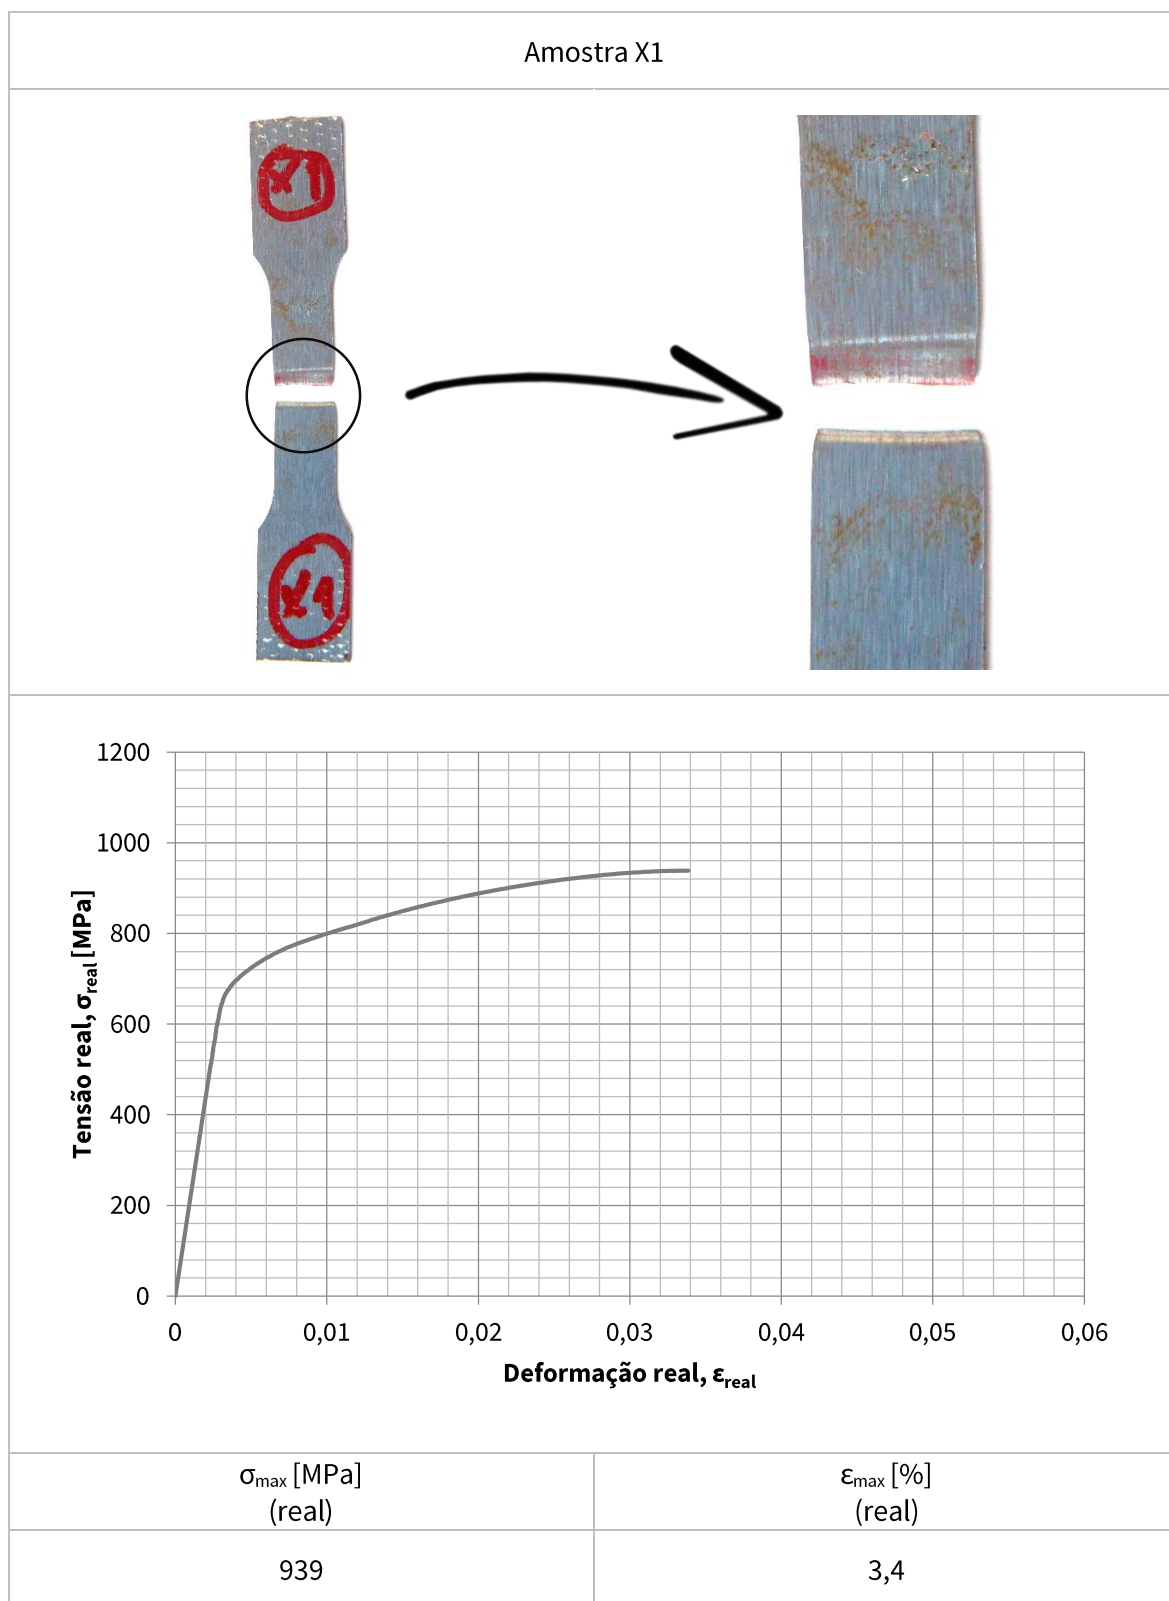 Amostra X1
X1
X1
1200
1000
800
600
400
200
0
Tensão real, σreal [MPa]
0 0,01 0,02 0,03 0,04 0,05 0,06
Deformação real, εreal
σmax [MPa]
(real)
εmax [%]
(real)
939
3,4